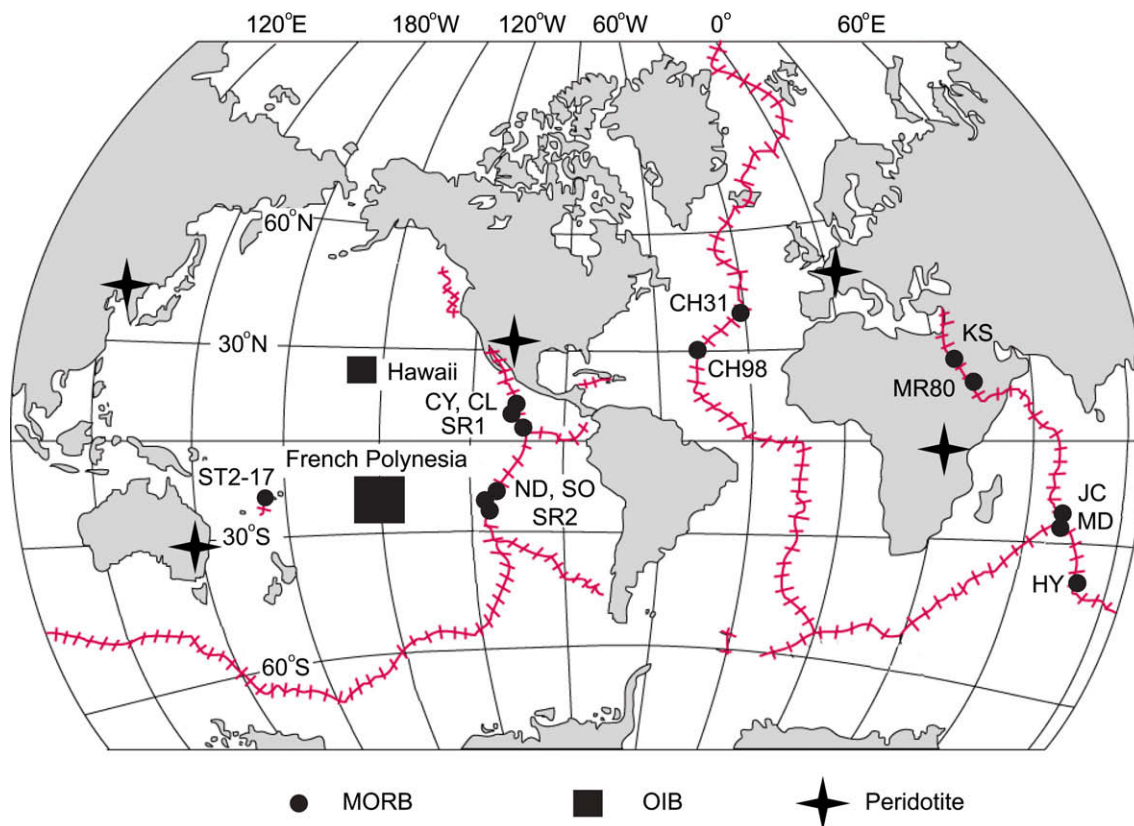 120°E 180°W 120°W 60°W 0° 60°E
60°N
CH31
30°N
KS
CH98
Hawaii
MR80
CY, CL
SR1
French Polynesia
ST2-17
ND, SO
SR2
JC
MD
30°S
HY
60°S
MORB OIB Peridotite